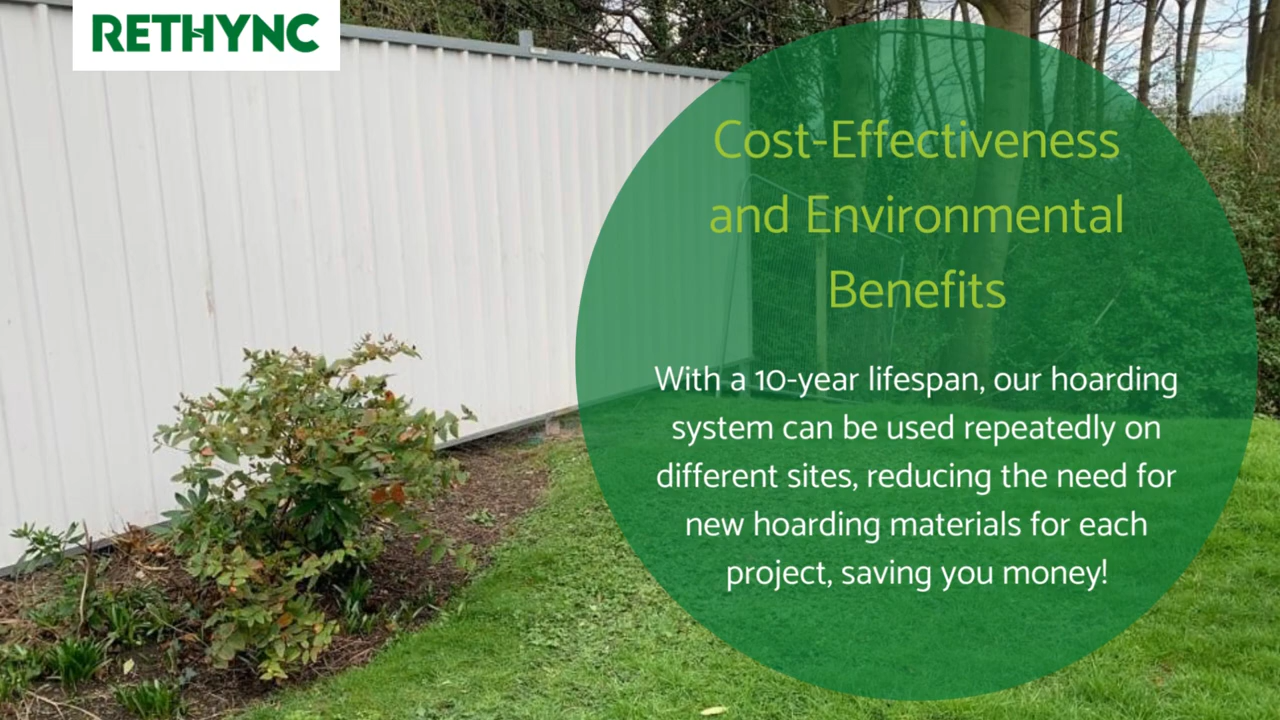 RETHYNC
Cost-Effectiveness
and Environmental
Benefits
With a 10-year lifespan, our hoarding
system can be used repeatedly on
different sites, reducing the need for
new hoarding materials for each
project, saving you money!